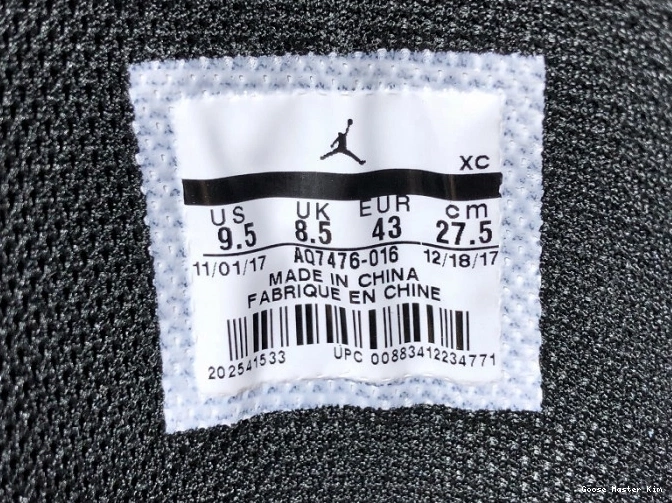 XC
US UK EUR cm
9.5 8.5 43 27.5
11/01/17 AQ7476-016 12/18/17
MADE IN CHINA
FABRIQUE EN CHINE
202541533 UPC 00883412234771
Goose Master Kim